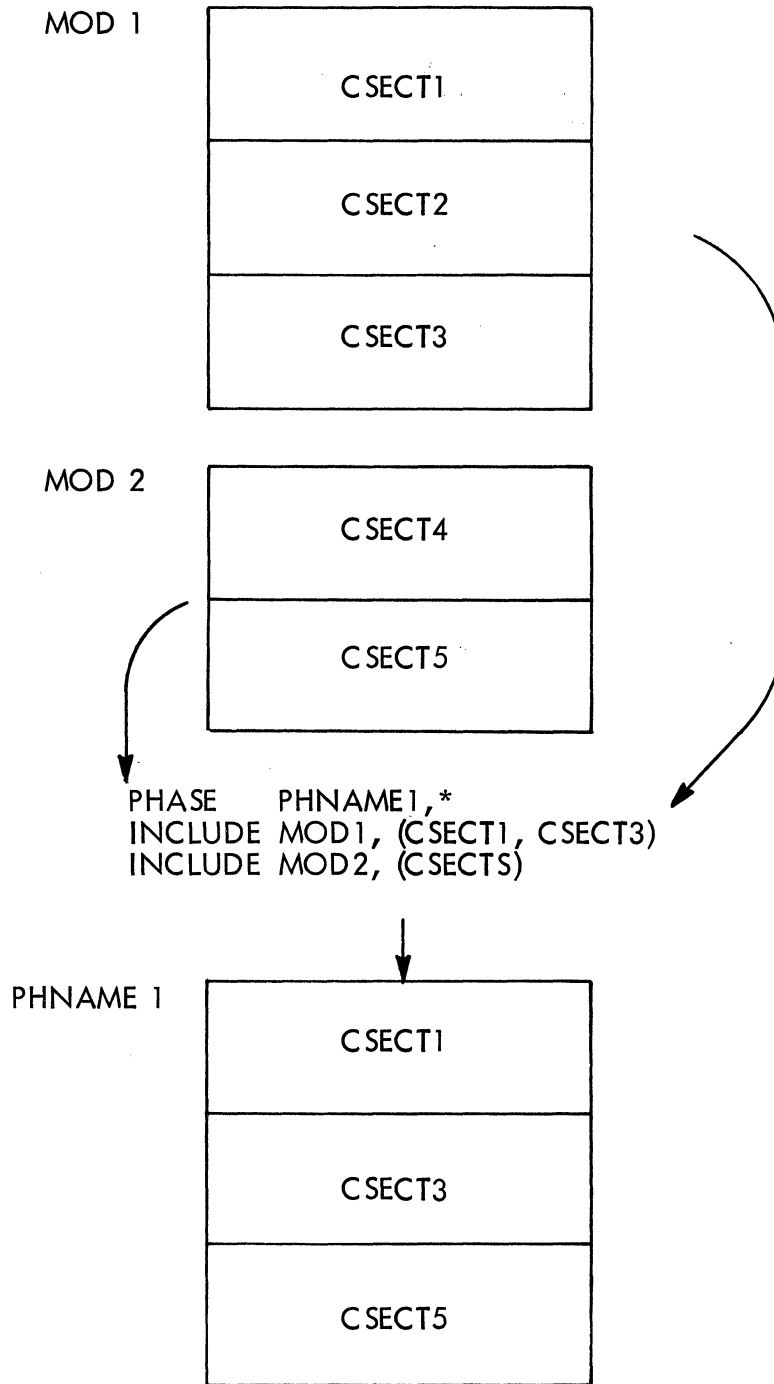 MOD 1
CSECT1
CSECT2
CSECT3
MOD 2
CSECT4
CSECT5
PHASE PHNAME1,*
INCLUDE MOD1, (CSECT1, CSECT3)
INCLUDE MOD2, (CSECTS)
PHNAME 1
CSECT1
CSECT3
CSECT5